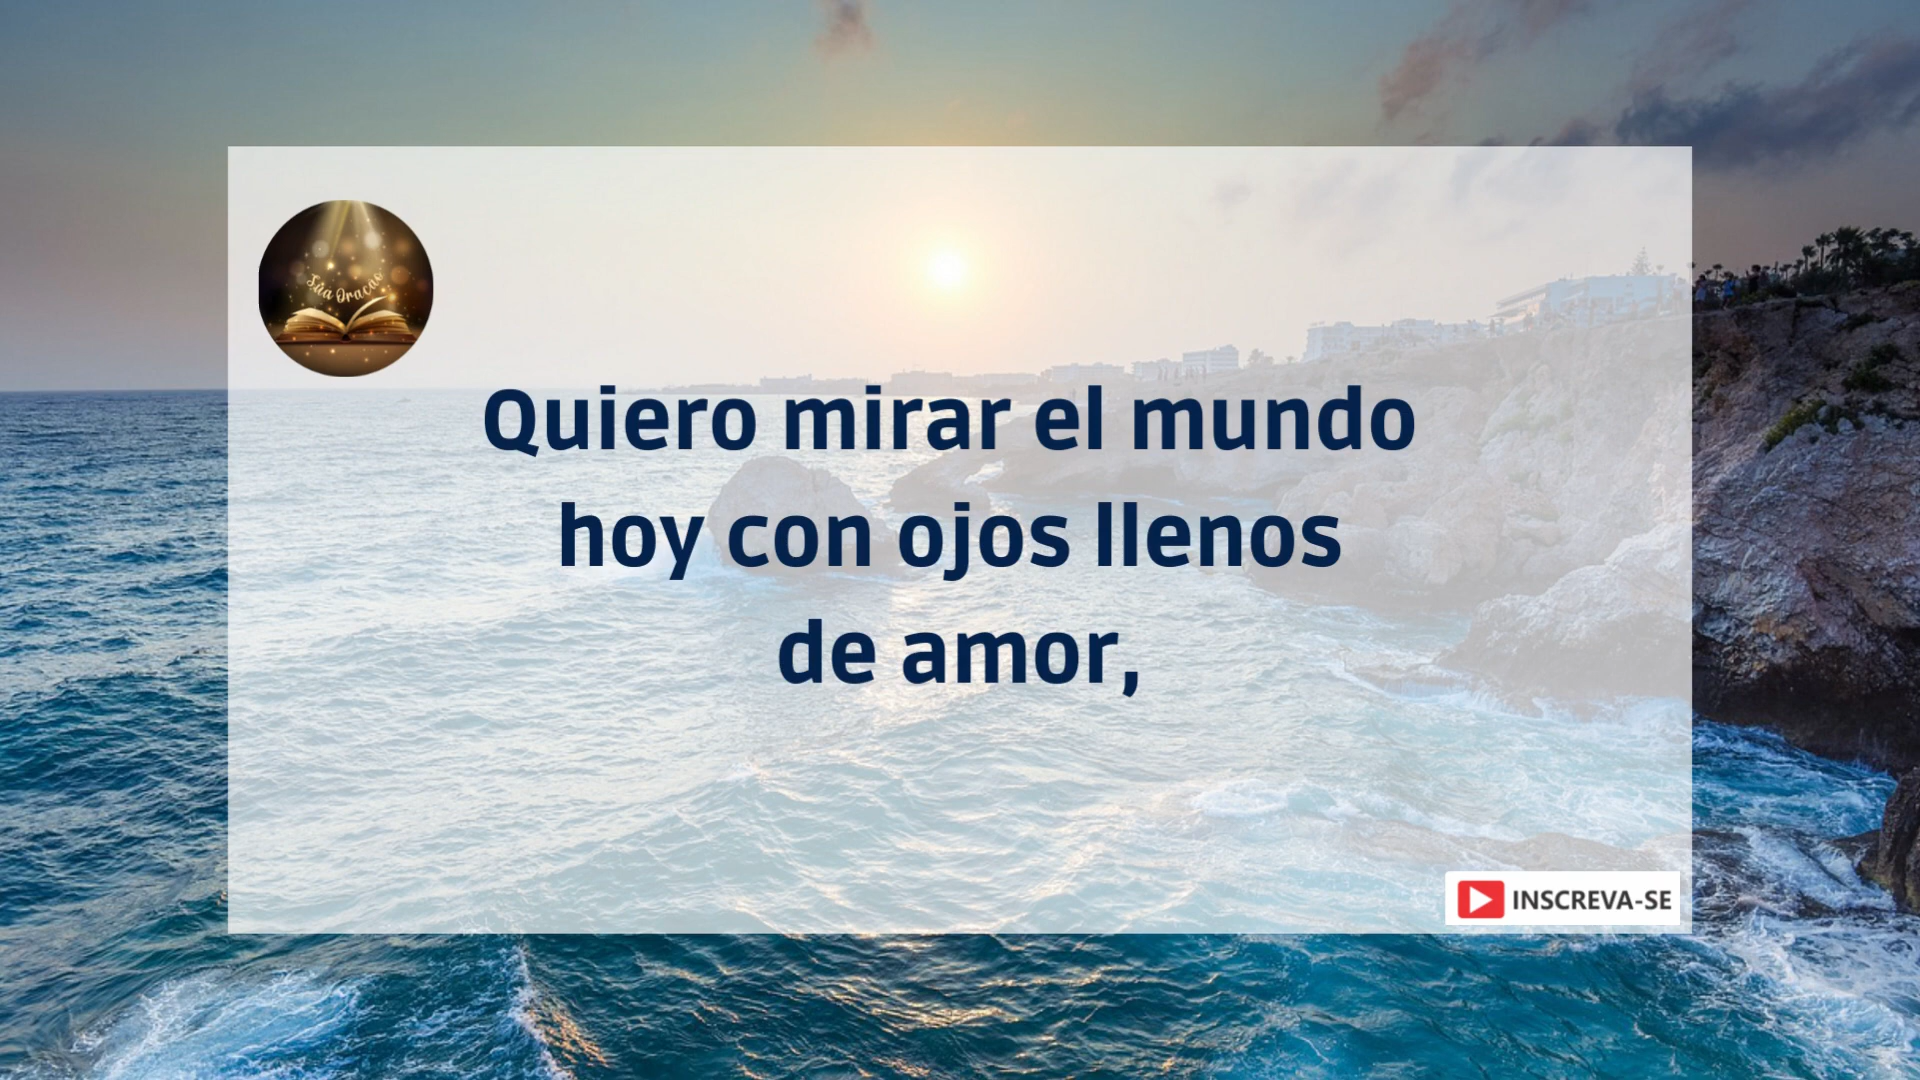 Sua Oração
Quiero mirar el mundo
hoy con ojos llenos
de amor,
INSCREVA-SE